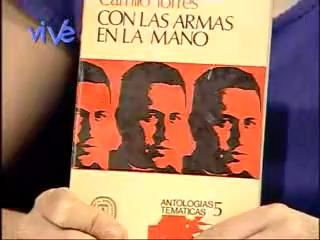 vive
Camilo Torres
CON LAS ARMAS
EN LA MANO
ANTOLOGIAS
TEMATICAS 5